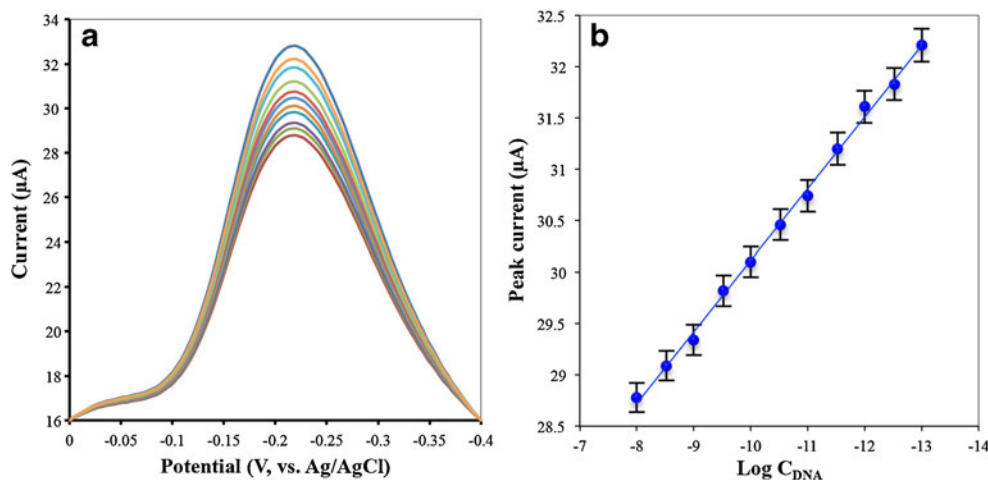 a
34
32
30
28
26
24
22
20
18
16
0 -0.05 -0.1 -0.15 -0.2 -0.25 -0.3 -0.35 -0.4
Current (µA)
Potential (V, vs. Ag/AgCl)
b
32.5
32
31.5
31
30.5
30
29.5
29
28.5
-7 -8 -9 -10 -11 -12 -13 -14
Peak current (µA)
Log C_DNA